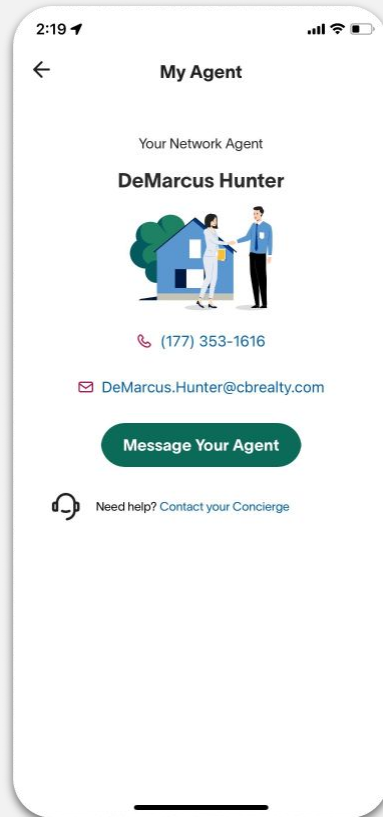 2:19
My Agent
Your Network Agent
DeMarcus Hunter
(177) 353-1616
DeMarcus.Hunter@cbrealty.com
Message Your Agent
Need help? Contact your Concierge